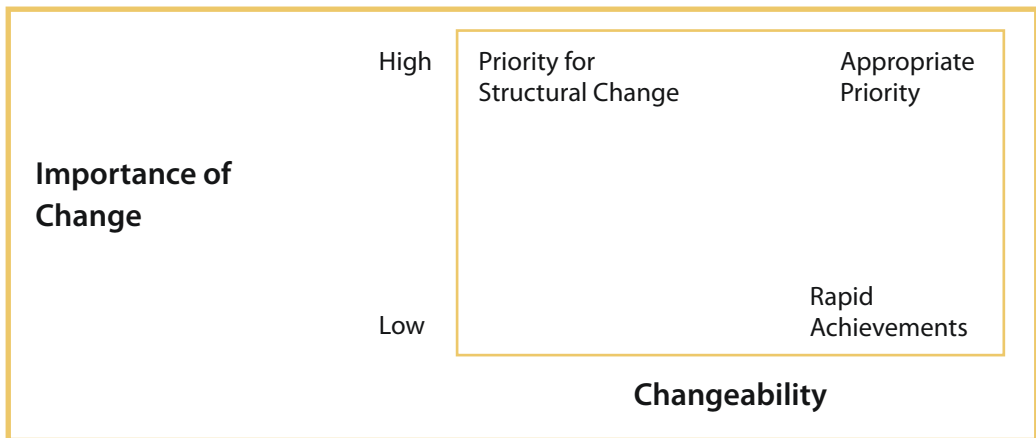 High
Priority for
Structural Change
Appropriate
Priority
Importance of
Change
Rapid
Achievements
Low
Changeability